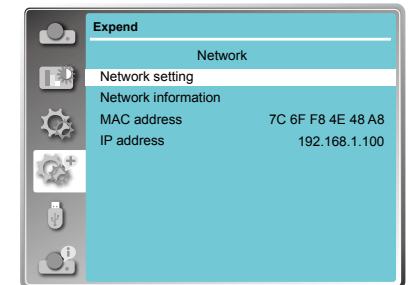 Expend
Network
Network setting
Network information
MAC address 7C 6F F8 4E 48 A8
IP address 192.168.1.100